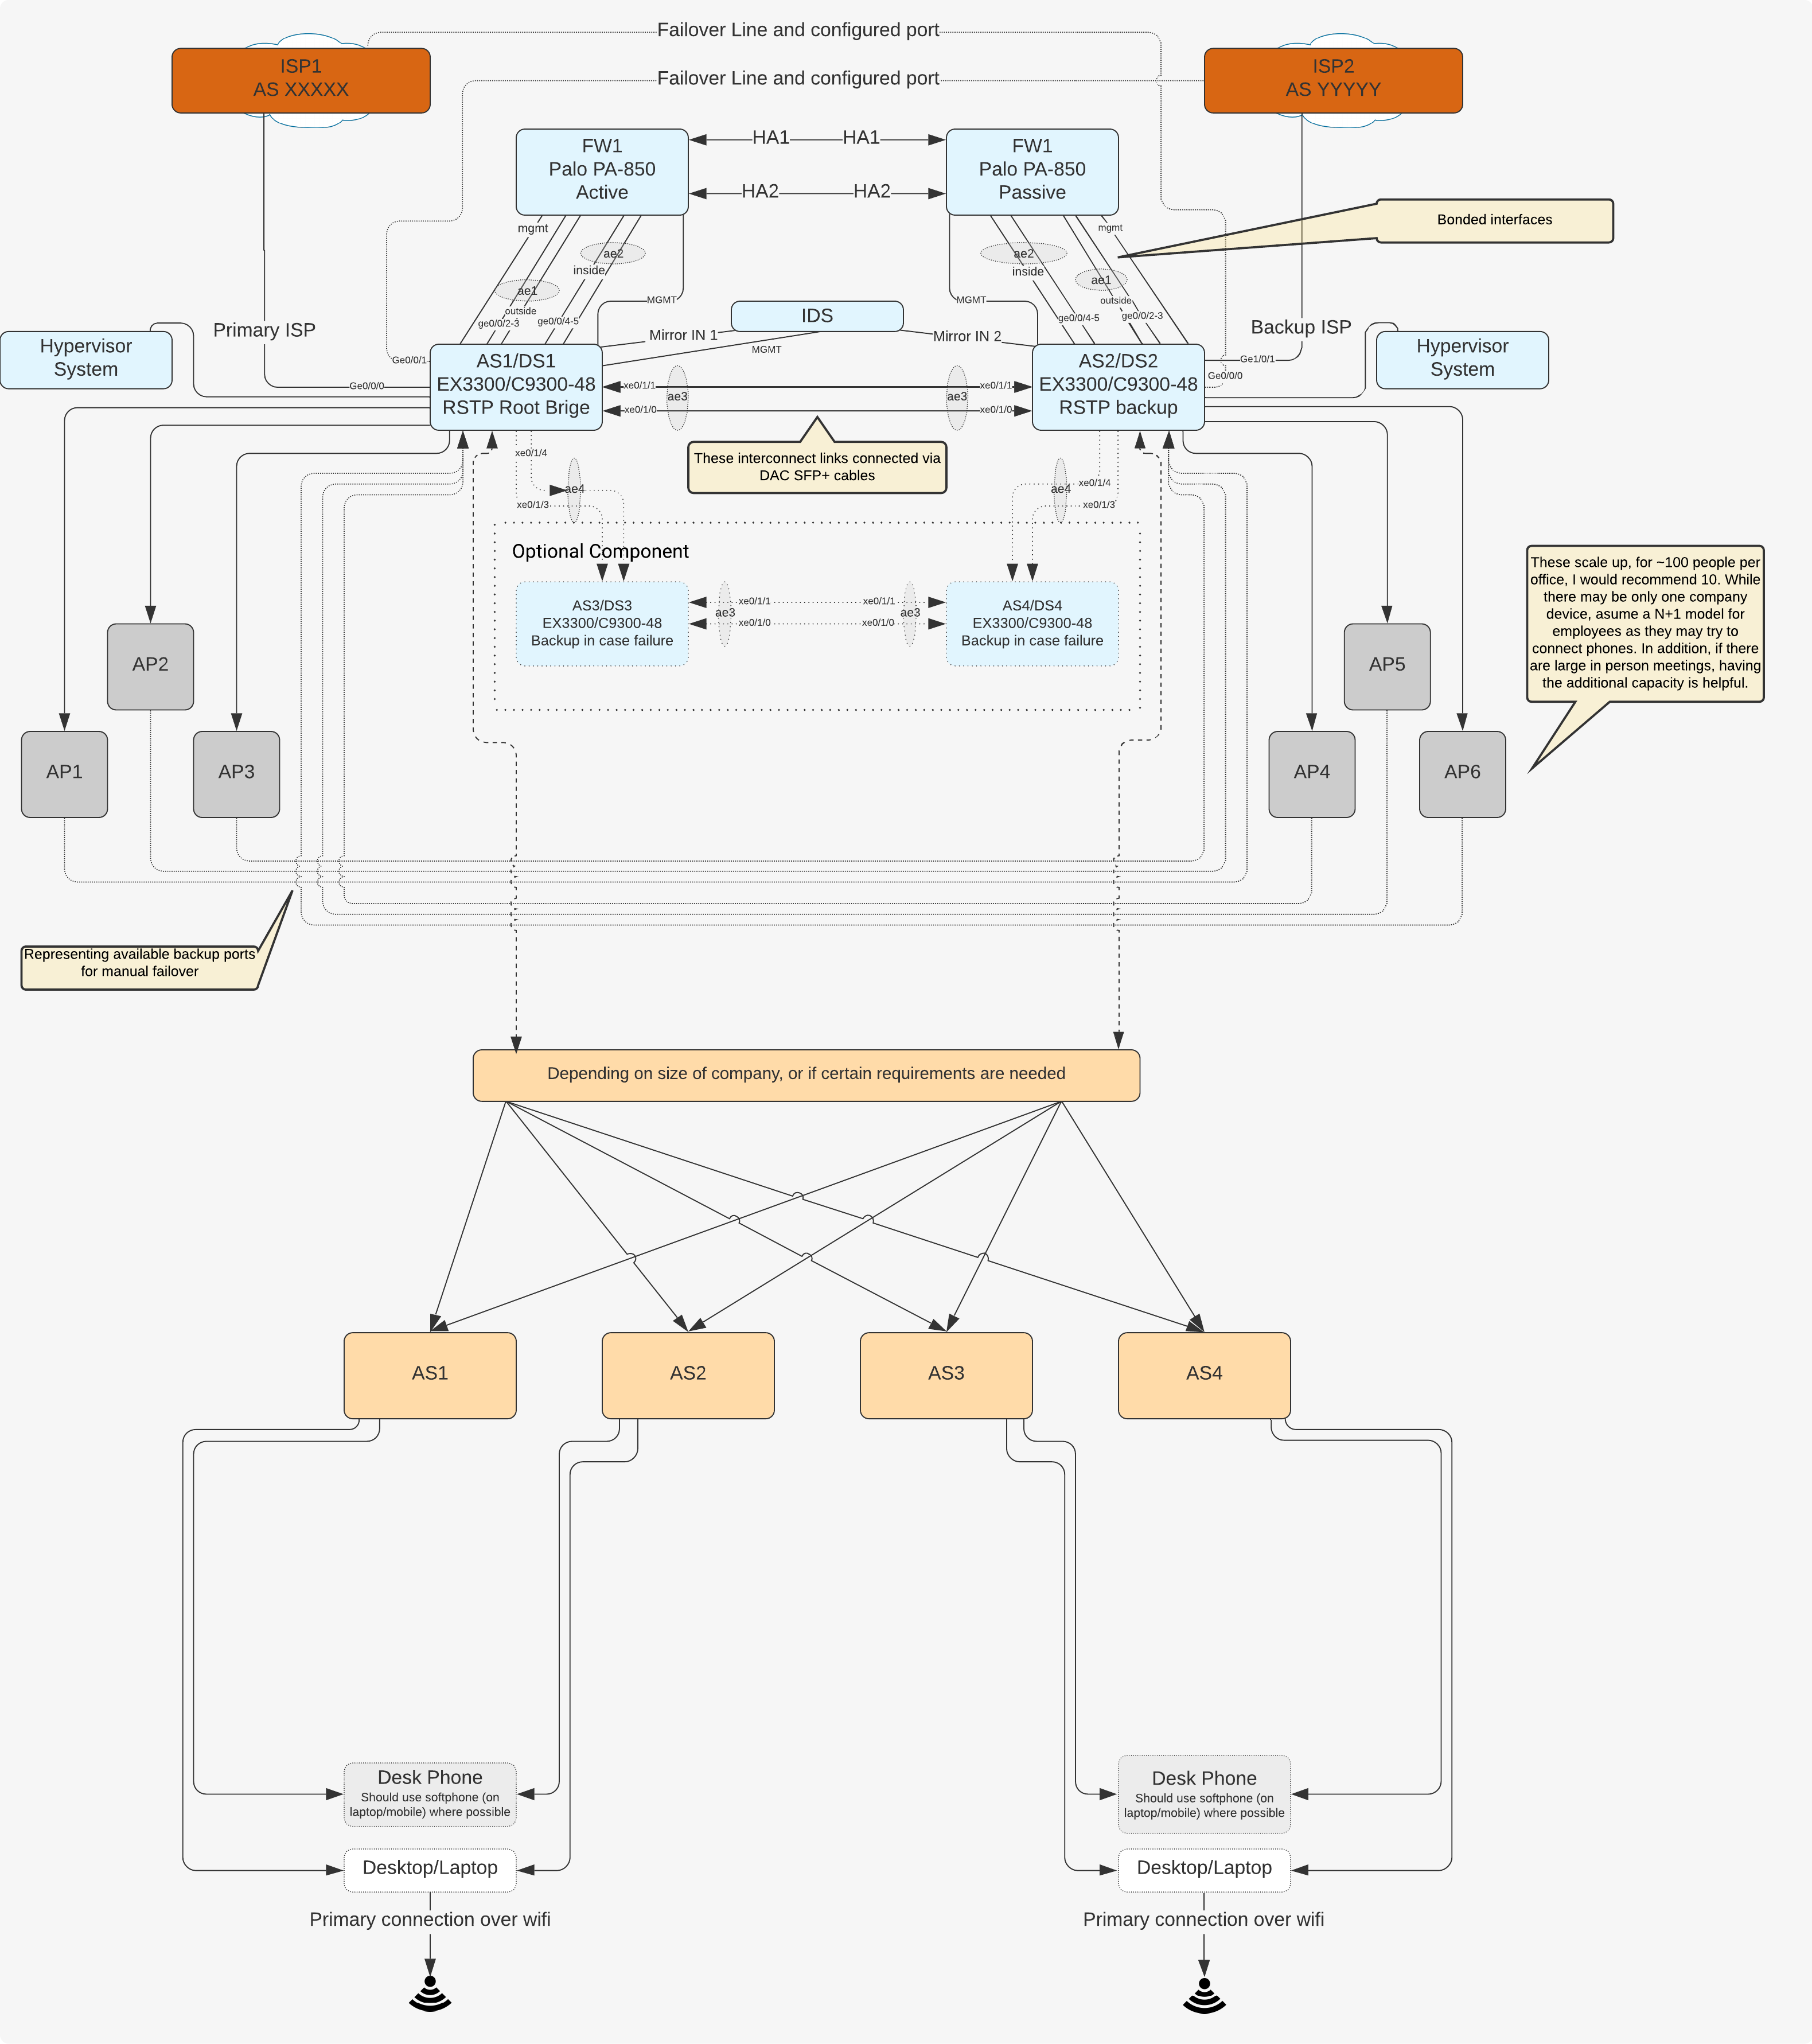 Failover Line and configured port
ISP1
AS XXXXX
ISP2
AS YYYYY
Failover Line and configured port
FW1
Palo PA-850
Active
HA1
HA1
HA2
HA2
FW1
Palo PA-850
Passive
Bonded interfaces
mgmt
ae2
inside
ae1
outside
ge0/0/2-3
ge0/0/4-5
MGMT
mgmt
ae2
inside
ae1
outside
ge0/0/4-5
ge0/0/2-3
MGMT
IDS
Mirror IN 1
MGMT
Mirror IN 2
Primary ISP
Backup ISP
Hypervisor
System
Hypervisor
System
Ge0/0/1
Ge0/0/0
AS1/DS1
EX3300/C9300-48
RSTP Root Brige
xe0/1/1
xe0/1/0
ae3
ae3
xe0/1/1
xe0/1/0
AS2/DS2
EX3300/C9300-48
RSTP backup
Ge1/0/1
Ge0/0/0
These interconnect links connected via
DAC SFP+ cables
xe0/1/4
ae4
xe0/1/3
ae4
xe0/1/4
xe0/1/3
Optional Component
AS3/DS3
EX3300/C9300-48
Backup in case failure
xe0/1/1
xe0/1/0
ae3
xe0/1/1
xe0/1/0
ae3
AS4/DS4
EX3300/C9300-48
Backup in case failure
These scale up, for ~100 people per
office, I would recommend 10. While
there may be only one company
device, asume a N+1 model for
employees as they may try to
connect phones. In addition, if there
are large in person meetings, having
the additional capacity is helpful.
AP2
AP5
AP1
AP3
AP4
AP6
Representing available backup ports
for manual failover
Depending on size of company, or if certain requirements are needed
AS1
AS2
AS3
AS4
Desk Phone
Should use softphone (on
laptop/mobile) where possible
Desk Phone
Should use softphone (on
laptop/mobile) where possible
Desktop/Laptop
Desktop/Laptop
Primary connection over wifi
Primary connection over wifi